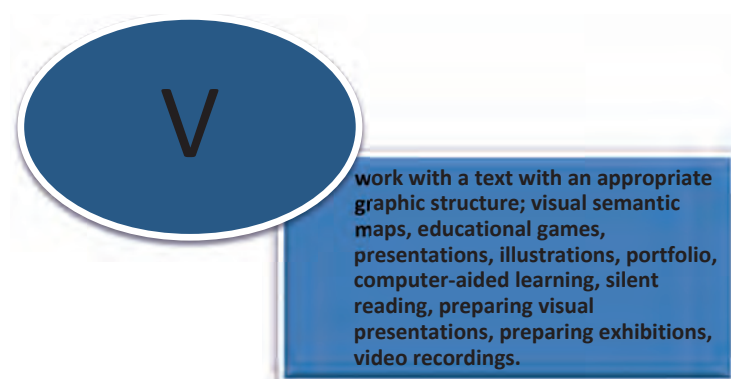 V
work with a text with an appropriate
graphic structure; visual semantic
maps, educational games,
presentations, illustrations, portfolio,
computer-aided learning, silent
reading, preparing visual
presentations, preparing exhibitions,
video recordings.